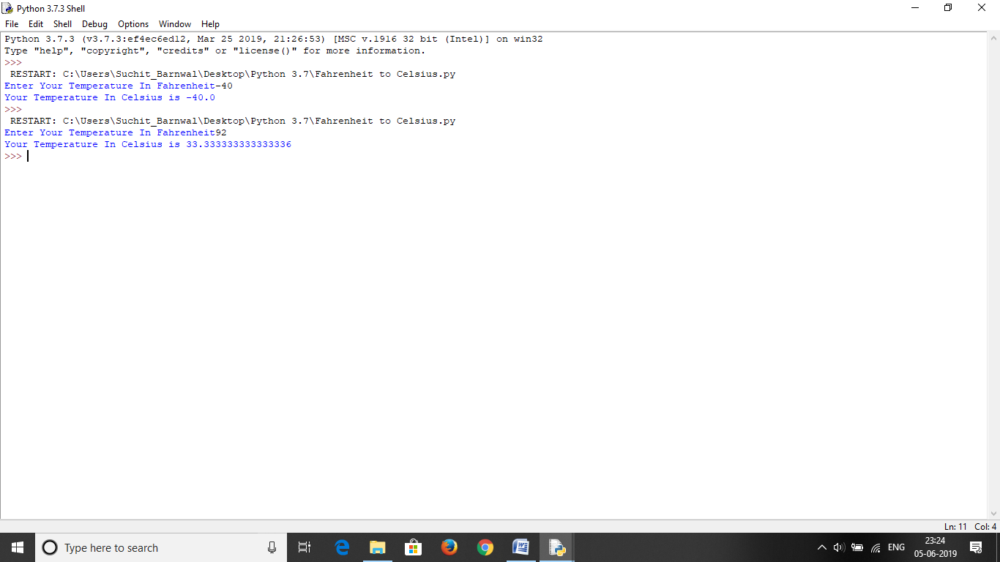 Python 3.7.3 Shell
File Edit Shell Debug Options Window Help
Python 3.7.3 (v3.7.3:ef4ec6ed12, Mar 25 2019, 21:26:53) [MSC v.1916 32 bit (Intel)] on win32
Type "help", "copyright", "credits" or "license()" for more information.
>>>
 RESTART: C:\Users\Suchit_Barnwal\Desktop\Python 3.7\Fahrenheit to Celsius.py
Enter Your Temperature In Fahrenheit-40
Your Temperature In Celsius is -40.0
>>>
 RESTART: C:\Users\Suchit_Barnwal\Desktop\Python 3.7\Fahrenheit to Celsius.py
Enter Your Temperature In Fahrenheit92
Your Temperature In Celsius is 33.333333333333336
>>>
Ln: 11 Col: 4
Type here to search
ENG
23:24
05-06-2019